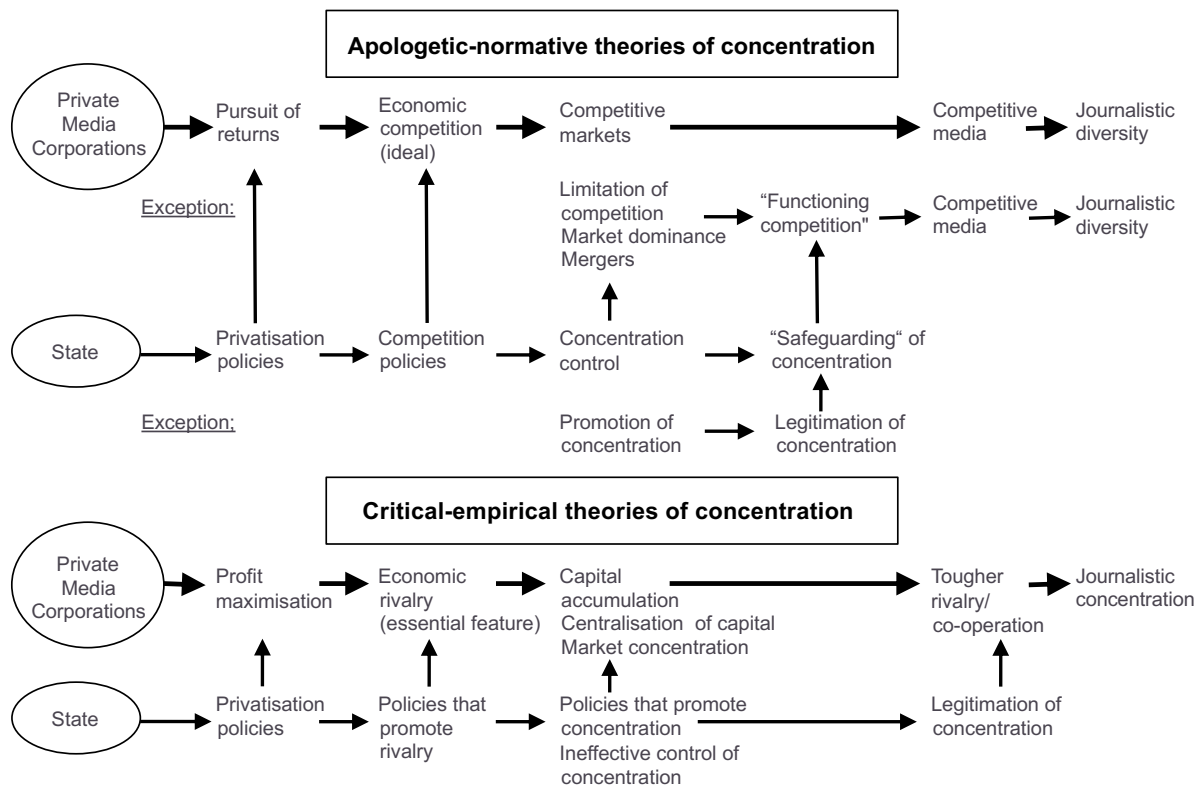 Apologetic-normative theories of concentration
Private
Media
Corporations
Pursuit of
returns
Economic
competition
(ideal)
Competitive
markets
Competitive
media
Journalistic
diversity
Exception:
Limitation of
competition
Market dominance
Mergers
“Functioning
competition"
Competitive
media
Journalistic
diversity
State
Privatisation
policies
Competition
policies
Concentration
control
“Safeguarding“ of
concentration
Exception:
Promotion of
concentration
Legitimation of
concentration
Critical-empirical theories of concentration
Private
Media
Corporations
Profit
maximisation
Economic
rivalry
(essential feature)
Capital
accumulation
Centralisation of capital
Market concentration
Tougher
rivalry/
co-operation
Journalistic
concentration
State
Privatisation
policies
Policies that
promote
rivalry
Policies that promote
concentration
Ineffective control of
concentration
Legitimation of
concentration